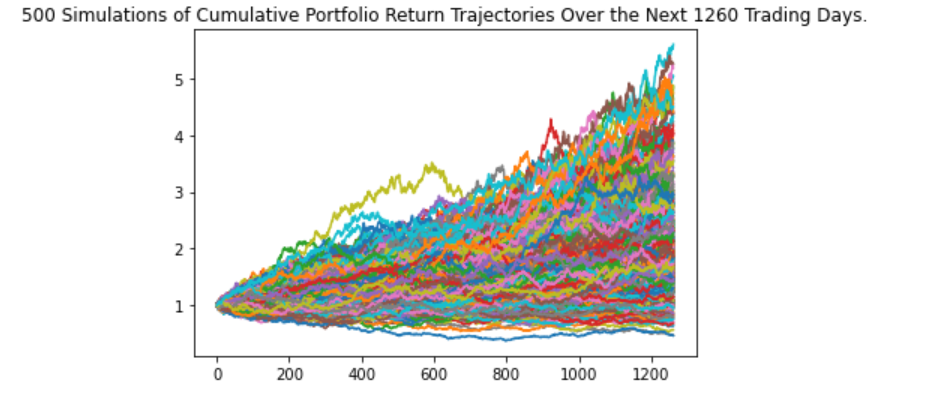 500 Simulations of Cumulative Portfolio Return Trajectories Over the Next 1260 Trading Days.
5
4
3
2
1
0 200 400 600 800 1000 1200